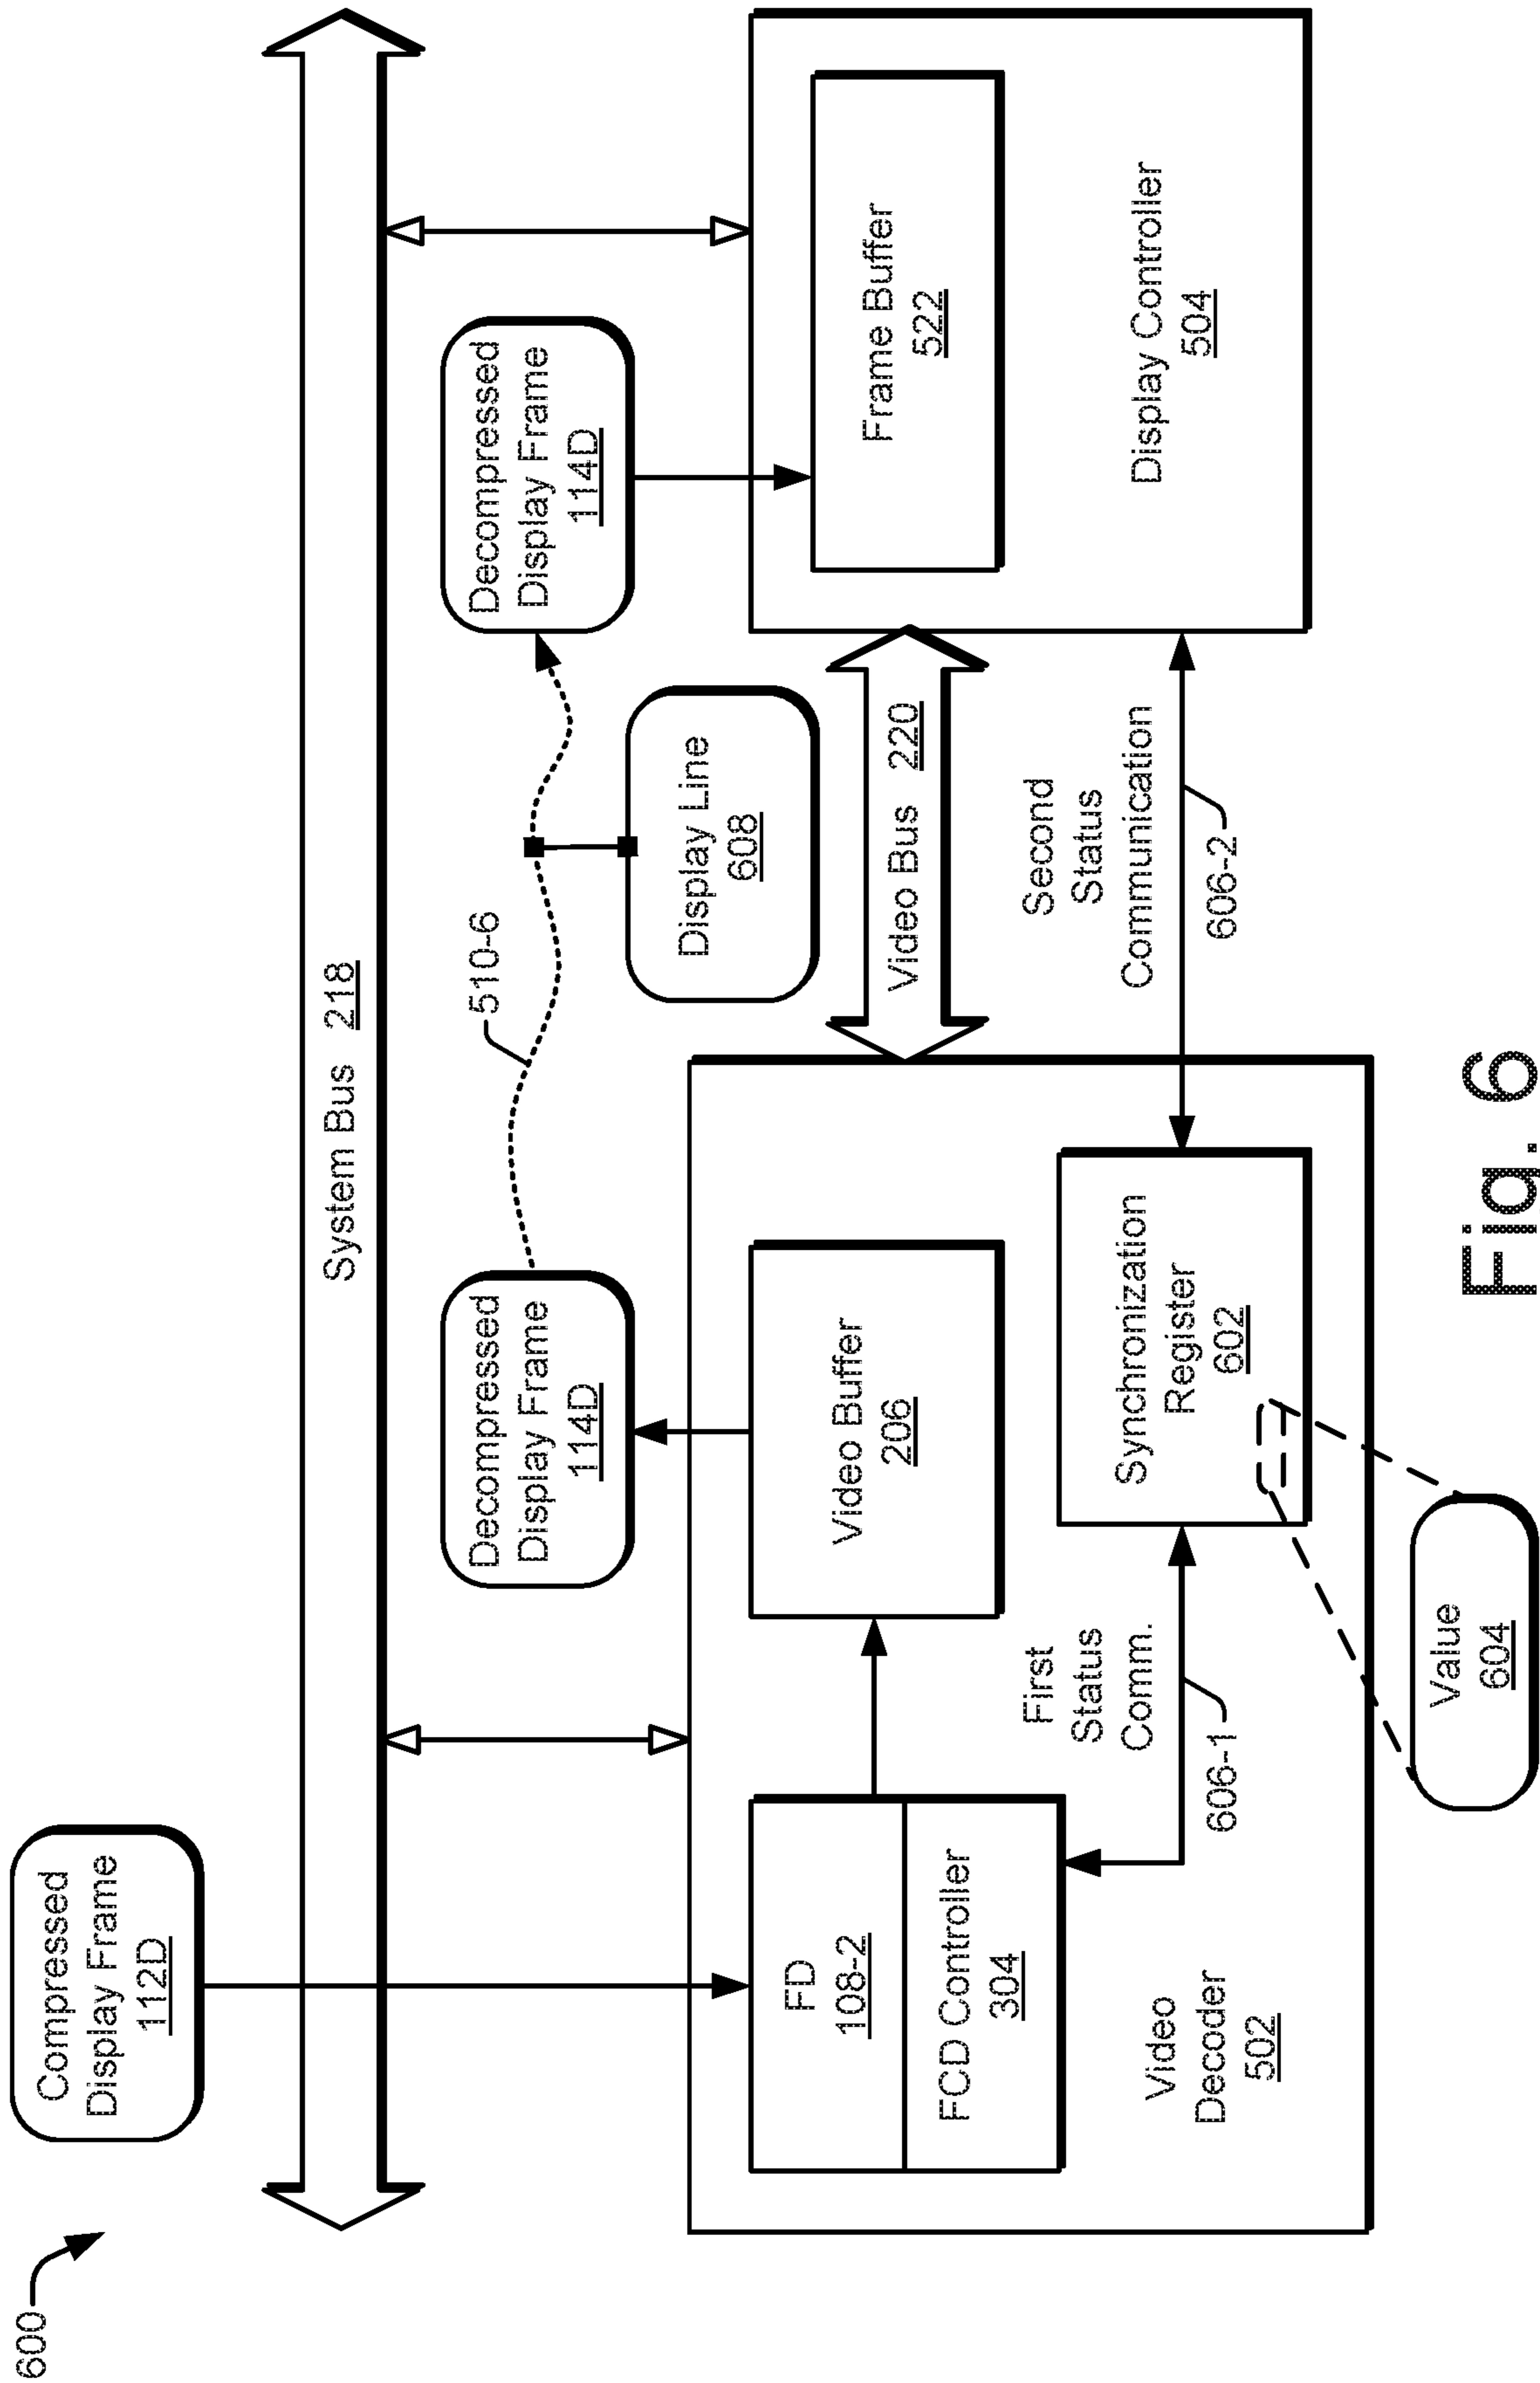 600
Compressed
Display Frame
112D
System Bus 218
Decompressed
Display Frame
114D
510-6
Decompressed
Display Frame
114D
Display Line
608
FD
108-2
FCD Controller
304
Video Buffer
206
Video Bus 220
Frame Buffer
522
First
Status
Comm.
606-1
Synchronization
Register
602
Second
Status
Communication
606-2
Display Controller
504
Video
Decoder
502
Value
604
Fig. 6